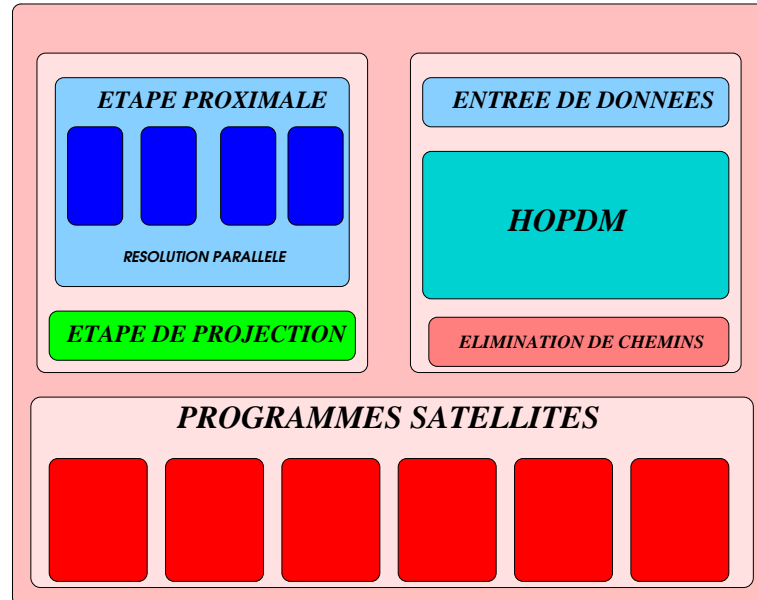 ETAPE PROXIMALE
RESOLUTION PARALLELE
ETAPE DE PROJECTION
ENTREE DE DONNEES
HOPDM
ELIMINATION DE CHEMINS
PROGRAMMES SATELLITES